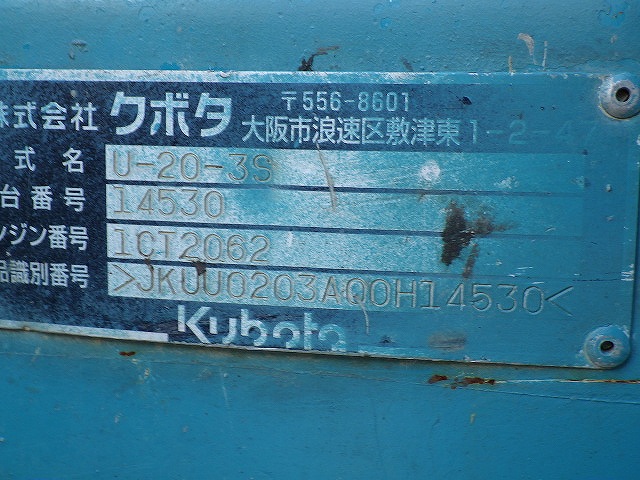 株式会社 クボタ
〒556-8601
大阪市浪速区敷津東1-2-47
式名 U-20-3S
台番号 14530
ンジン番号 1CT2062
品識別番号 >JKUU0203AQ0H14530<
Kubota